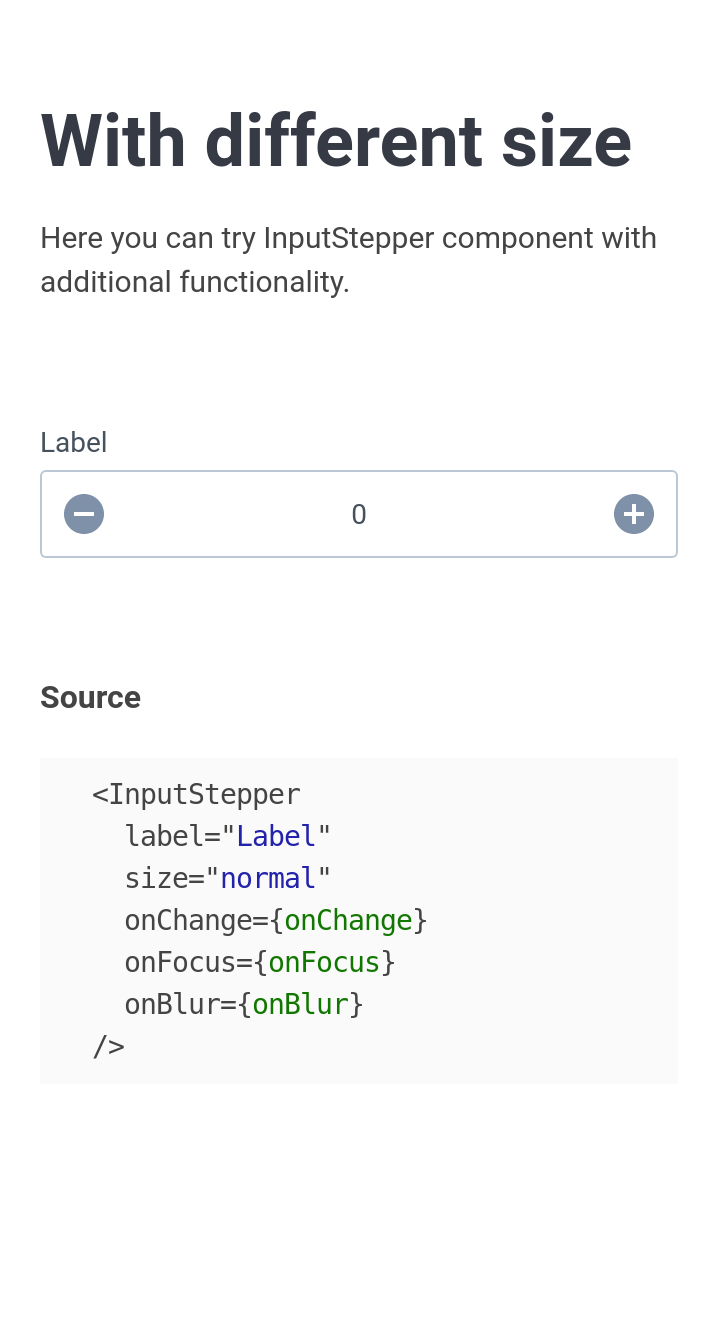 With different size
Here you can try InputStepper component with
additional functionality.
Label
0
Source
<InputStepper
  label="Label"
  size="normal"
  onChange={onChange}
  onFocus={onFocus}
  onBlur={onBlur}
/>